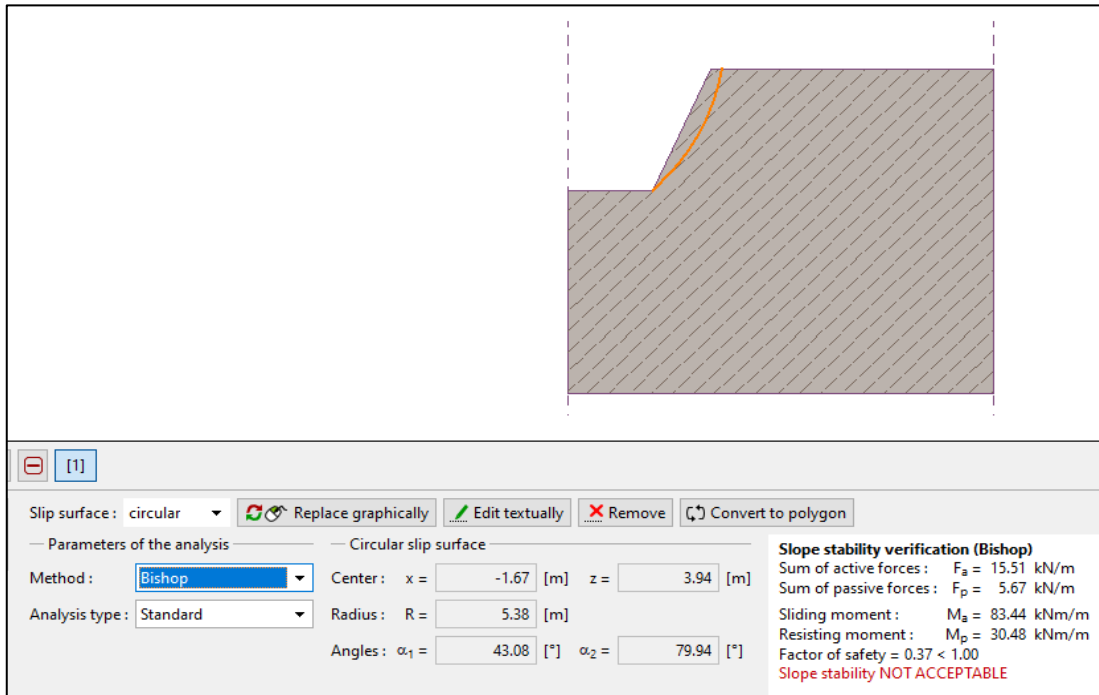 [1]
Slip surface : circular Replace graphically Edit textually Remove Convert to polygon
Parameters of the analysis Circular slip surface
Method : Bishop Center : x = -1.67 [m] z = 3.94 [m]
Analysis type : Standard Radius : R = 5.38 [m]
Angles : α₁ = 43.08 [°] α₂ = 79.94 [°]
Slope stability verification (Bishop)
Sum of active forces : Fₐ = 15.51 kN/m
Sum of passive forces : Fₚ = 5.67 kN/m
Sliding moment : Mₐ = 83.44 kNm/m
Resisting moment : Mₚ = 30.48 kNm/m
Factor of safety = 0.37 < 1.00
Slope stability NOT ACCEPTABLE